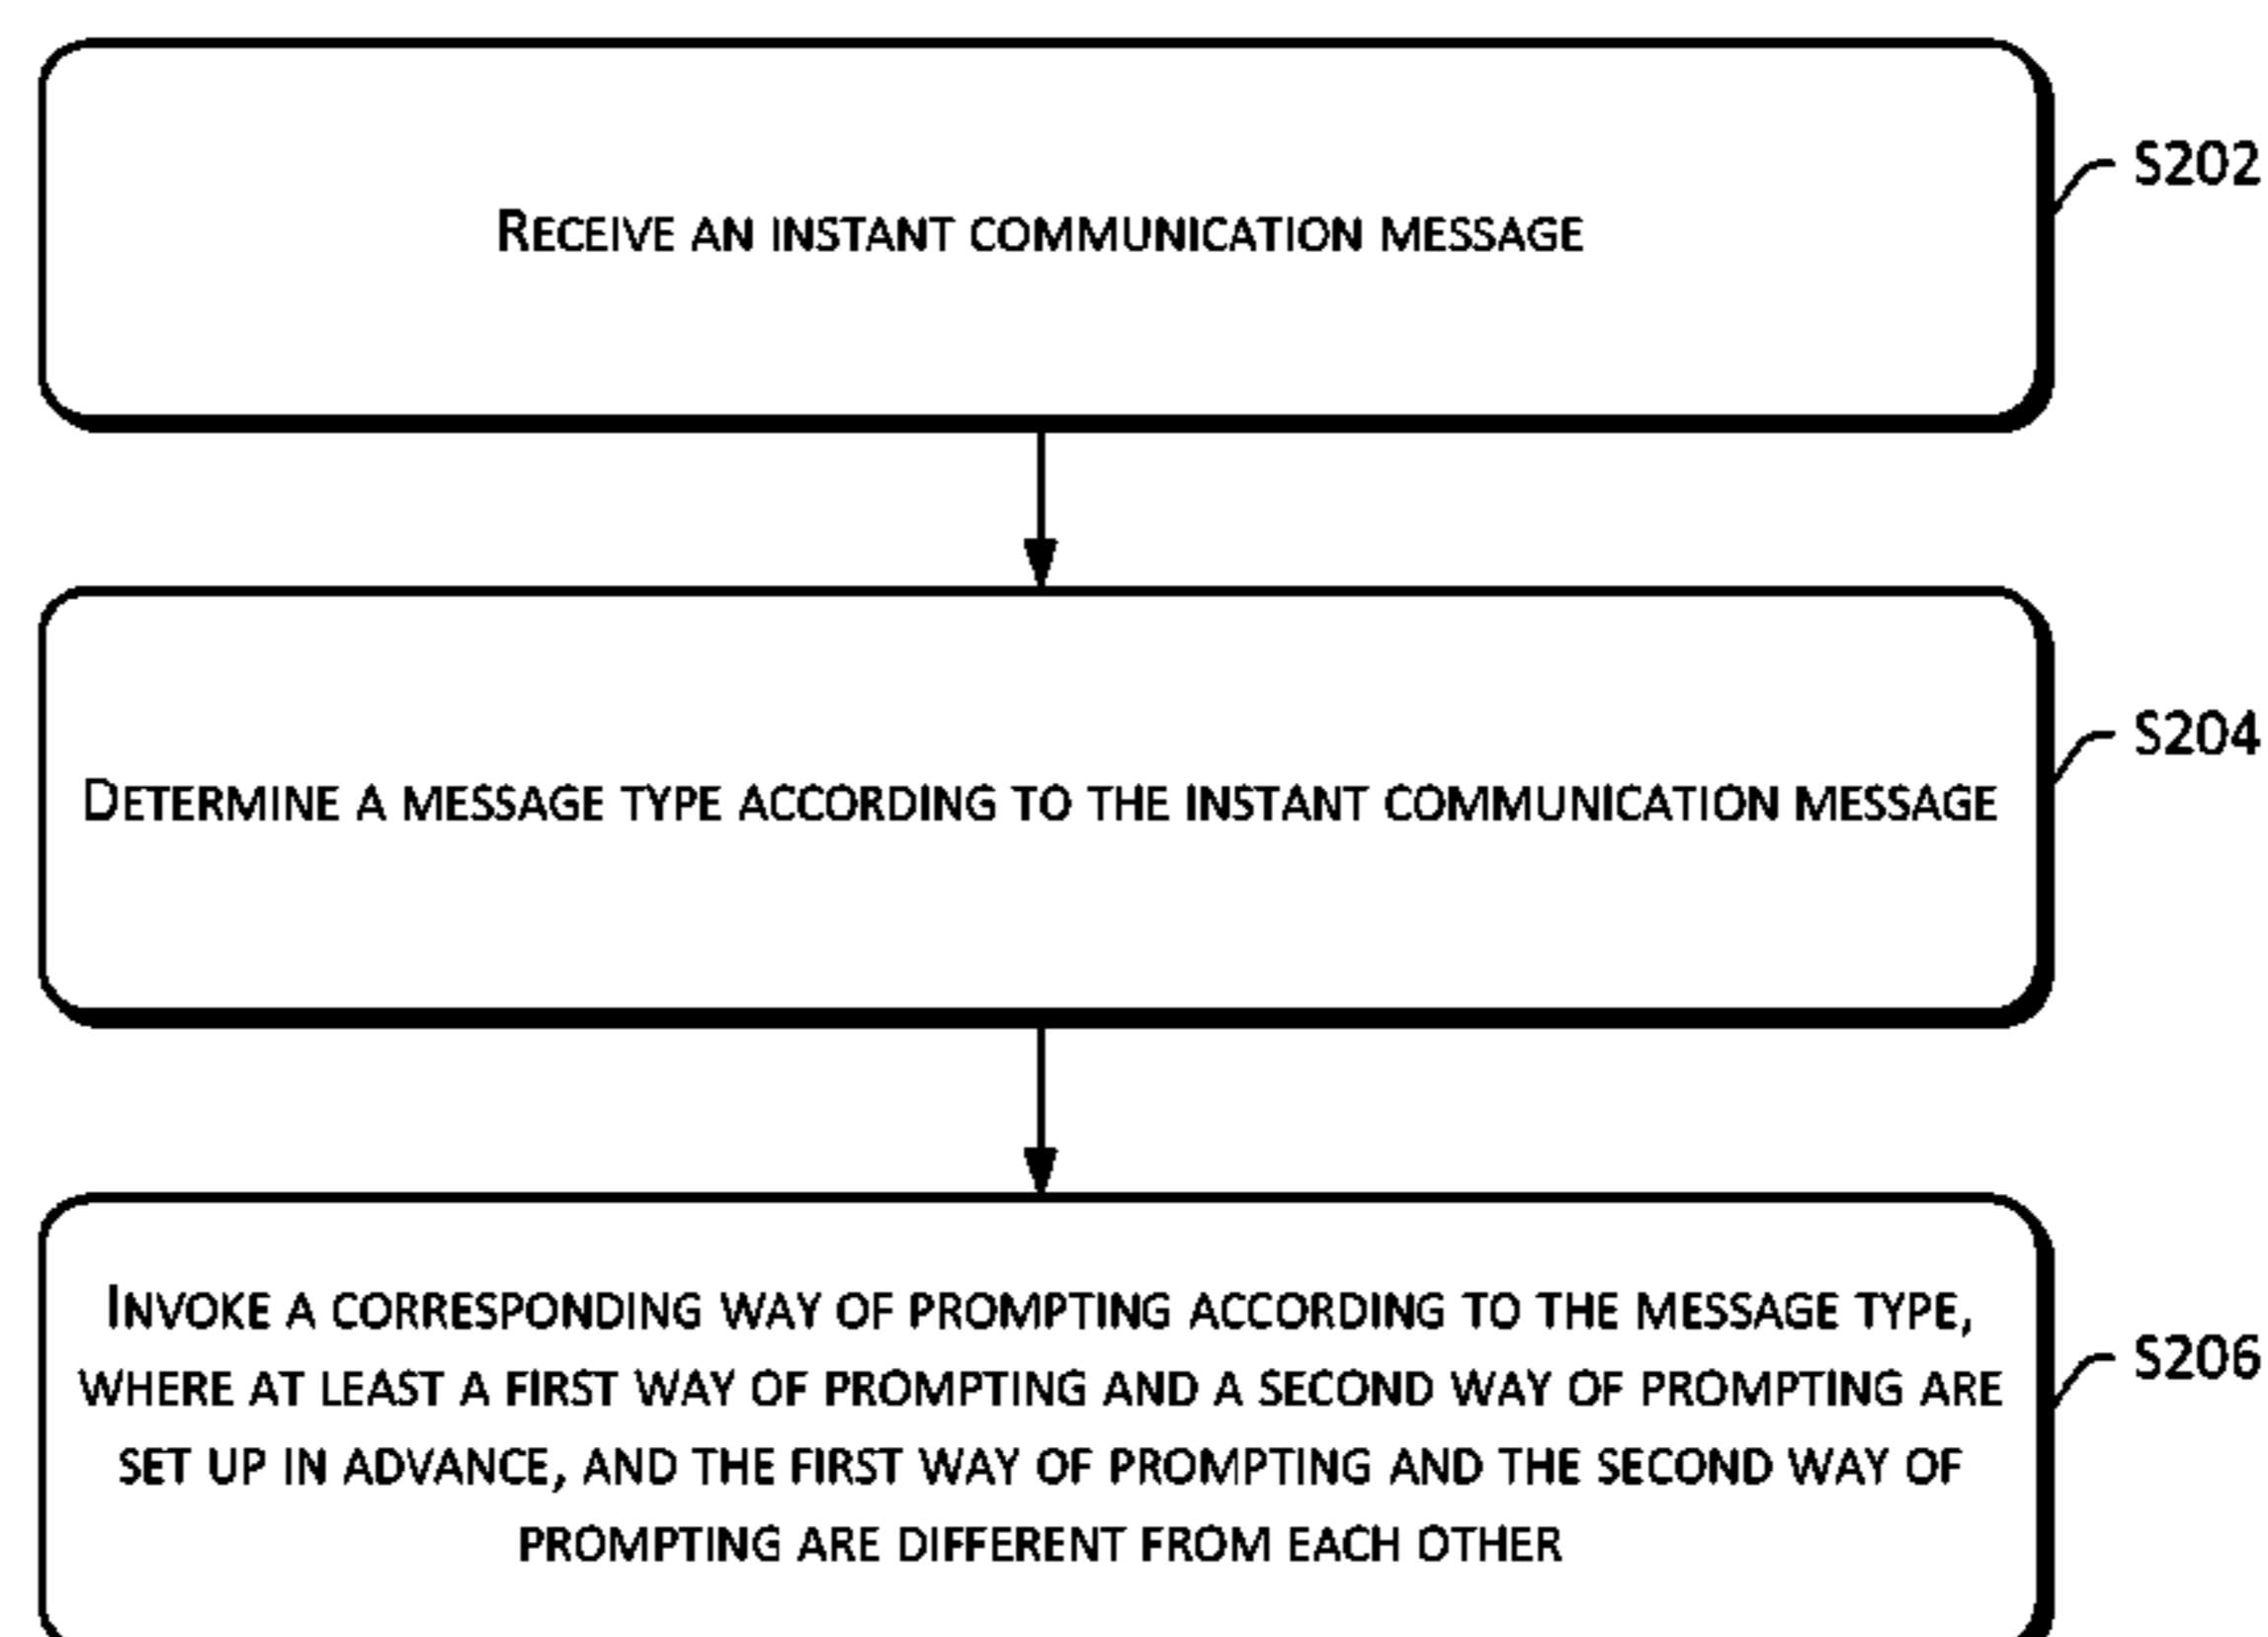 RECEIVE AN INSTANT COMMUNICATION MESSAGE
S202
DETERMINE A MESSAGE TYPE ACCORDING TO THE INSTANT COMMUNICATION MESSAGE
S204
INVOKE A CORRESPONDING WAY OF PROMPTING ACCORDING TO THE MESSAGE TYPE,
WHERE AT LEAST A FIRST WAY OF PROMPTING AND A SECOND WAY OF PROMPTING ARE
SET UP IN ADVANCE, AND THE FIRST WAY OF PROMPTING AND THE SECOND WAY OF
PROMPTING ARE DIFFERENT FROM EACH OTHER
S206